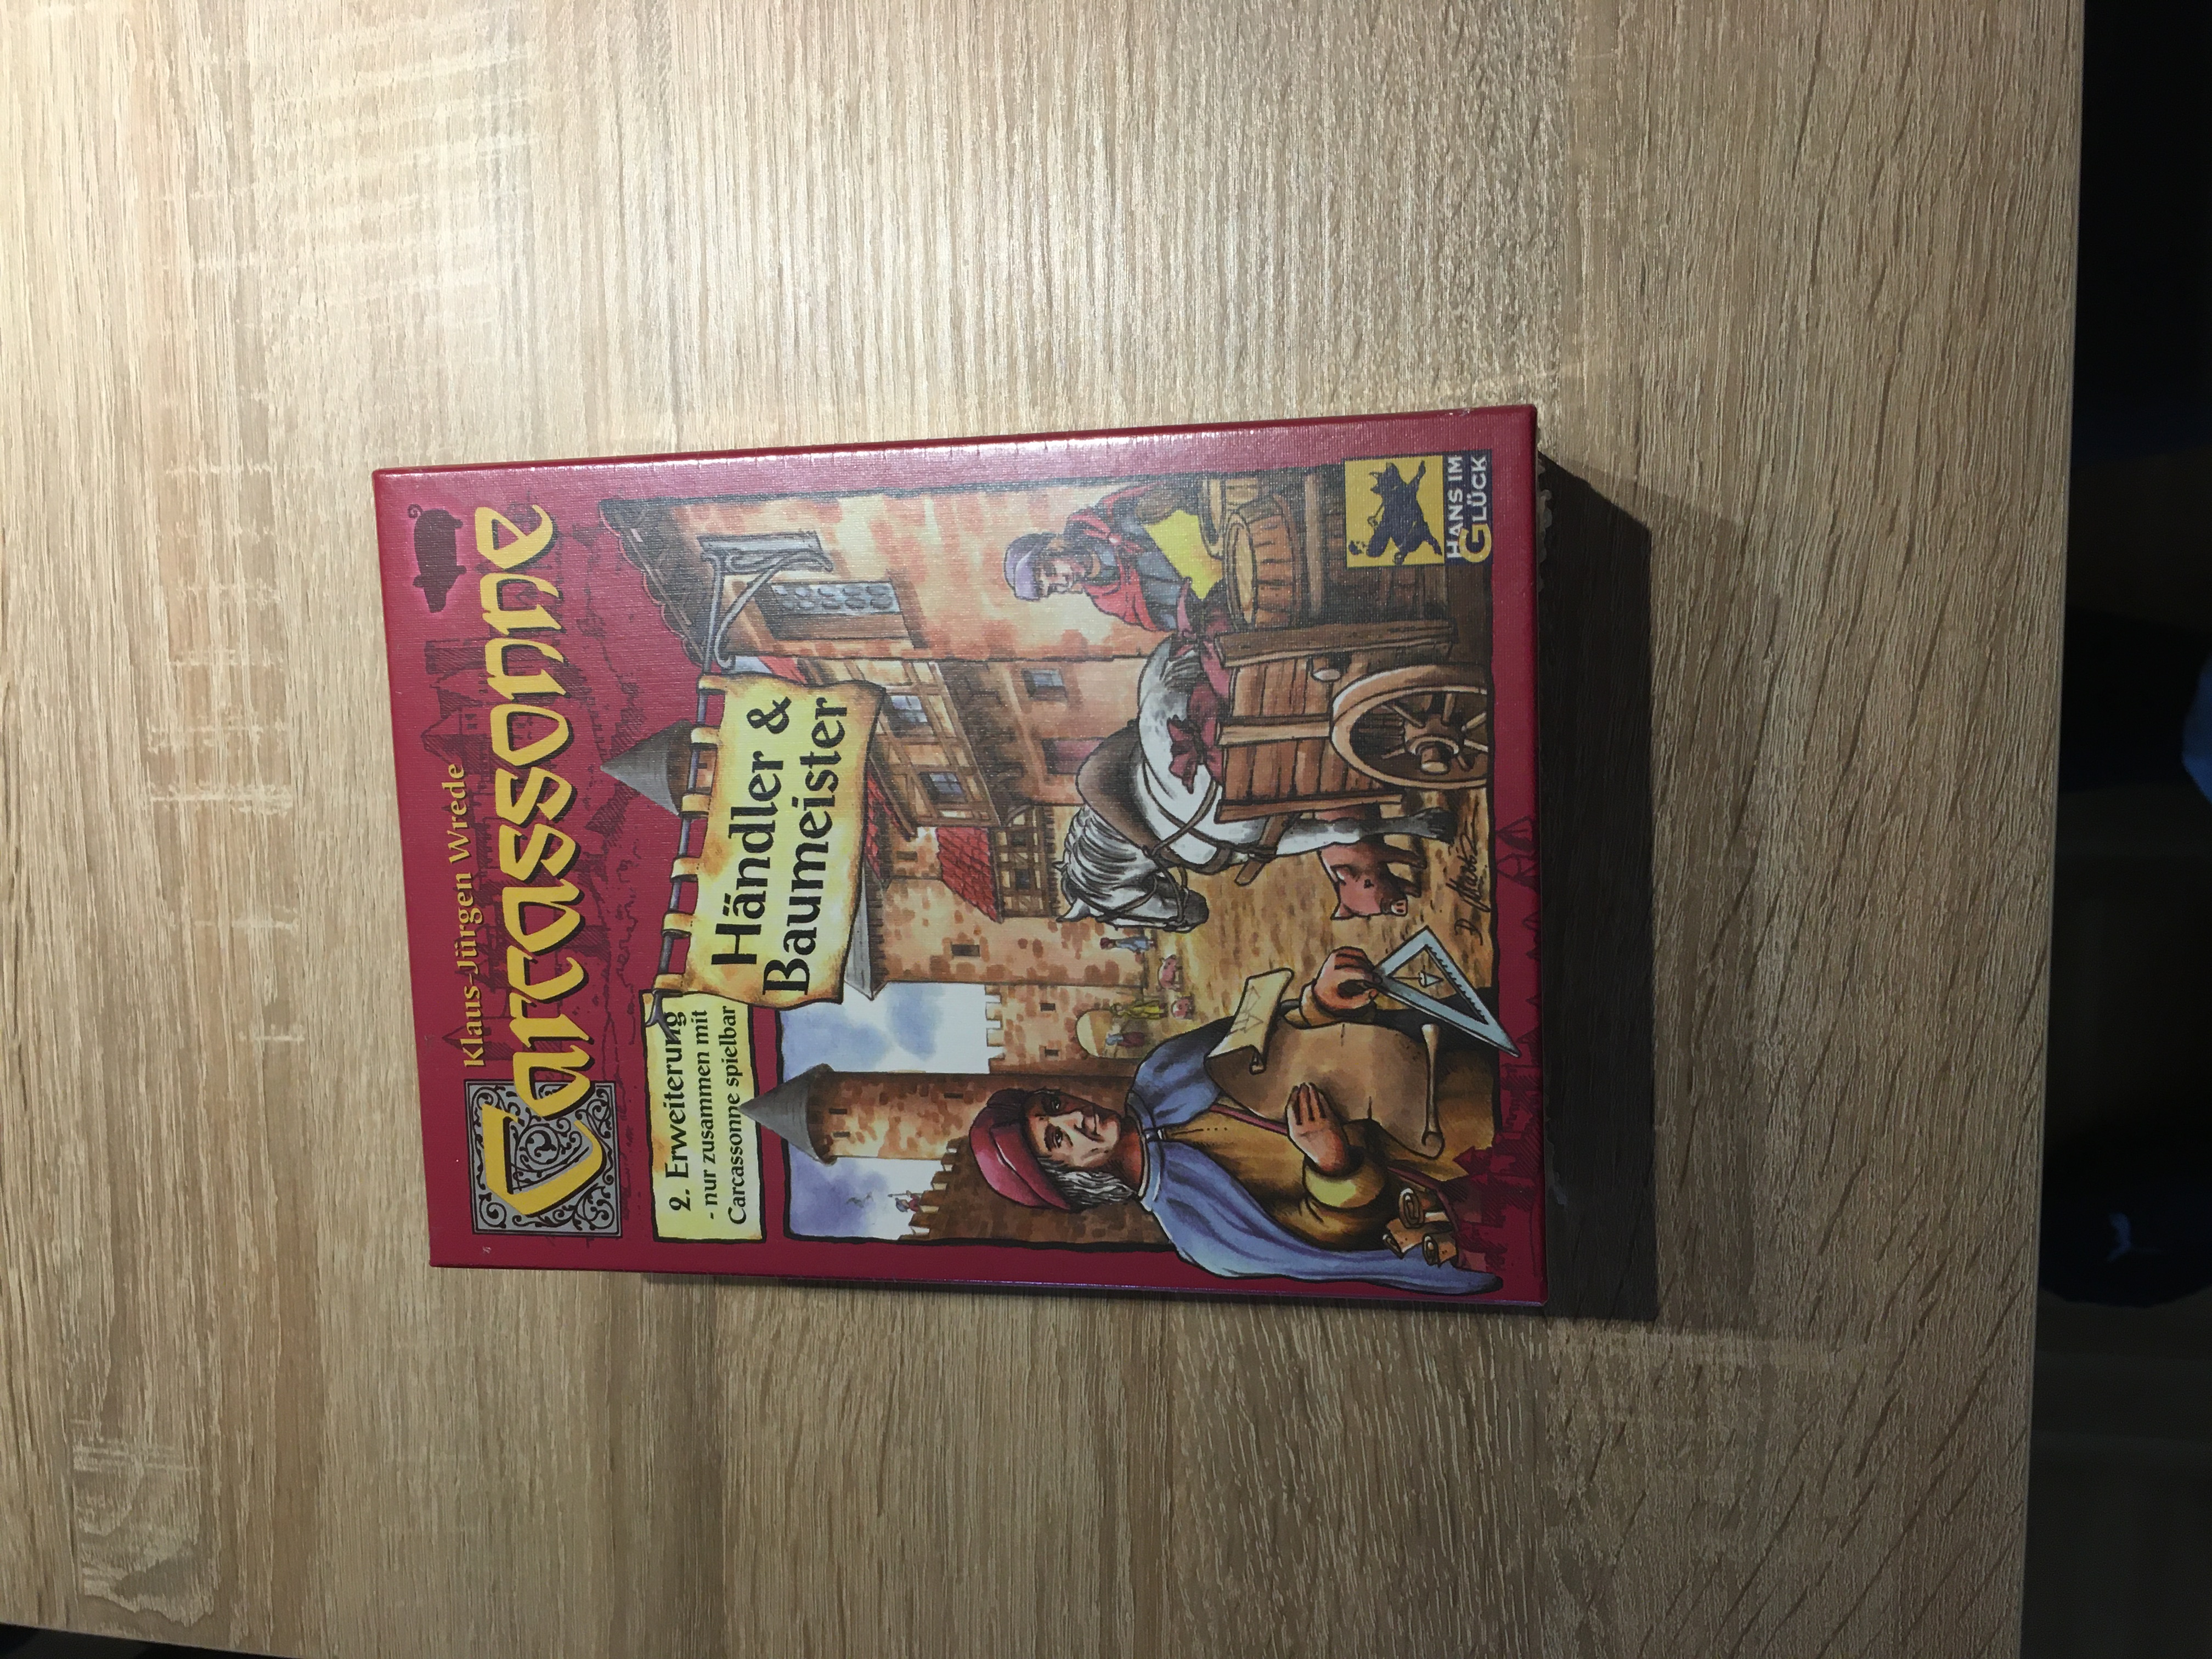 Klaus-Jürgen Wrede
Carcassonne
2. Erweiterung
- nur zusammen mit
Carcassonne spielbar
Händler &
Baumeister
HANS IM
GLÜCK